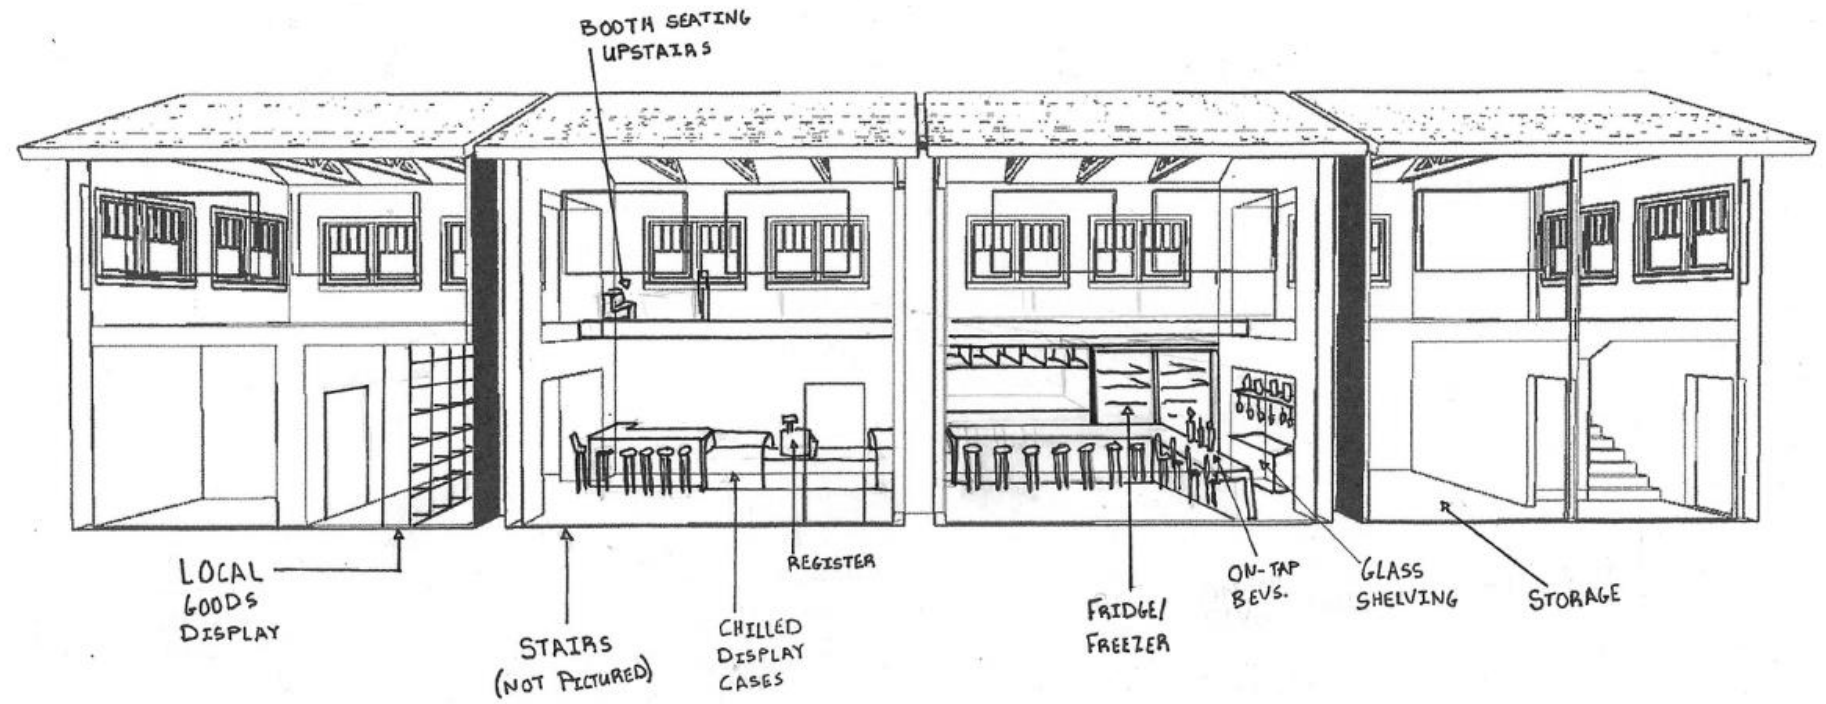 BOOTH SEATING
UPSTAIRS
LOCAL
GOODS
DISPLAY
STAIRS
(NOT PICTURED)
CHILLED
DISPLAY
CASES
REGISTER
FRIDGE/
FREEZER
ON-TAP
BEVS.
GLASS
SHELVING
STORAGE